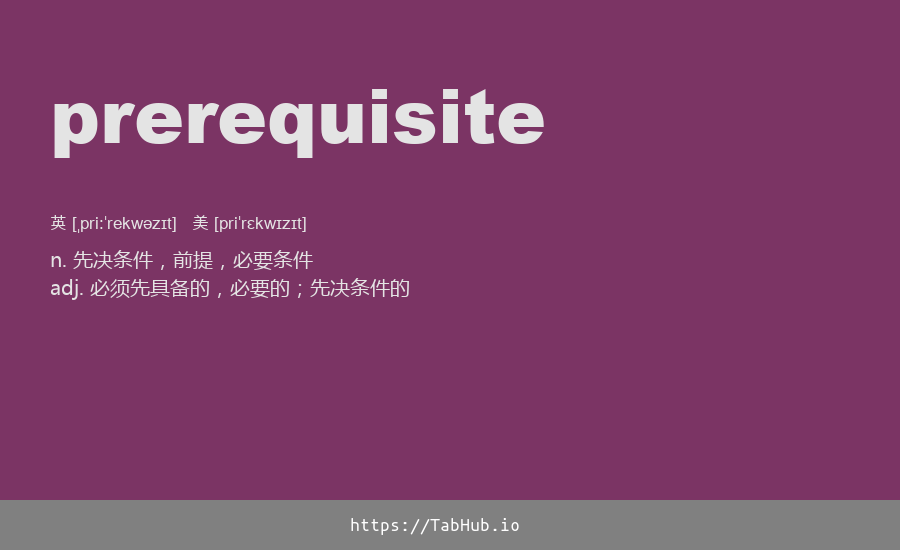 prerequisite
英 [ˌpriːˈrekwəzɪt] 美 [priˈrɛkwɪzɪt]
n. 先决条件，前提，必要条件
adj. 必须先具备的，必要的；先决条件的
https://TabHub.io